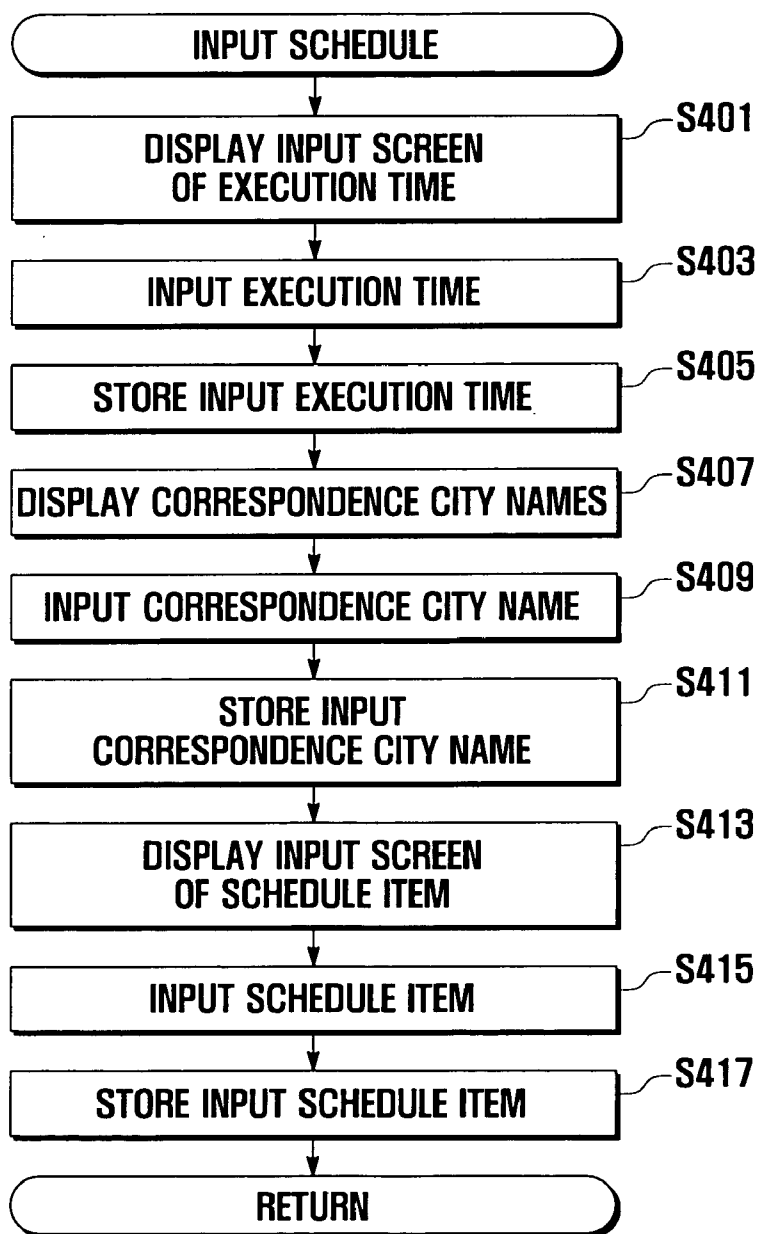 INPUT SCHEDULE
DISPLAY INPUT SCREEN
OF EXECUTION TIME
S401
INPUT EXECUTION TIME
S403
STORE INPUT EXECUTION TIME
S405
DISPLAY CORRESPONDENCE CITY NAMES
S407
INPUT CORRESPONDENCE CITY NAME
S409
STORE INPUT
CORRESPONDENCE CITY NAME
S411
DISPLAY INPUT SCREEN
OF SCHEDULE ITEM
S413
INPUT SCHEDULE ITEM
S415
STORE INPUT SCHEDULE ITEM
S417
RETURN